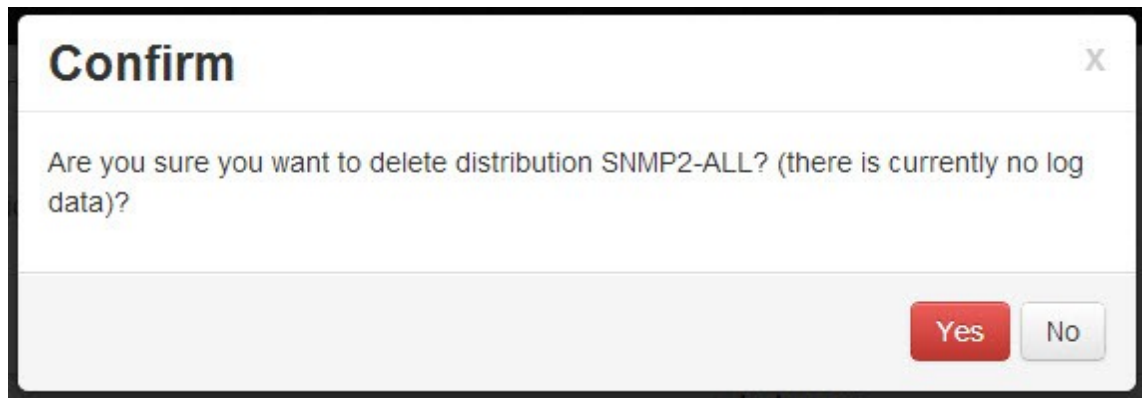 Confirm
X
Are you sure you want to delete distribution SNMP2-ALL? (there is currently no log
data)?
Yes
No